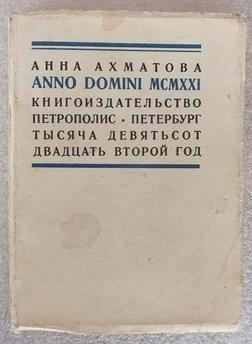 АННА АХМАТОВА
ANNO DOMINI MCMXXI
КНИГОИЗДАТЕЛЬСТВО
ПЕТРОПОЛИС • ПЕТЕРБУРГ
ТЫСЯЧА ДЕВЯТЬСОТ
ДВАДЦАТЬ ВТОРОЙ ГОД